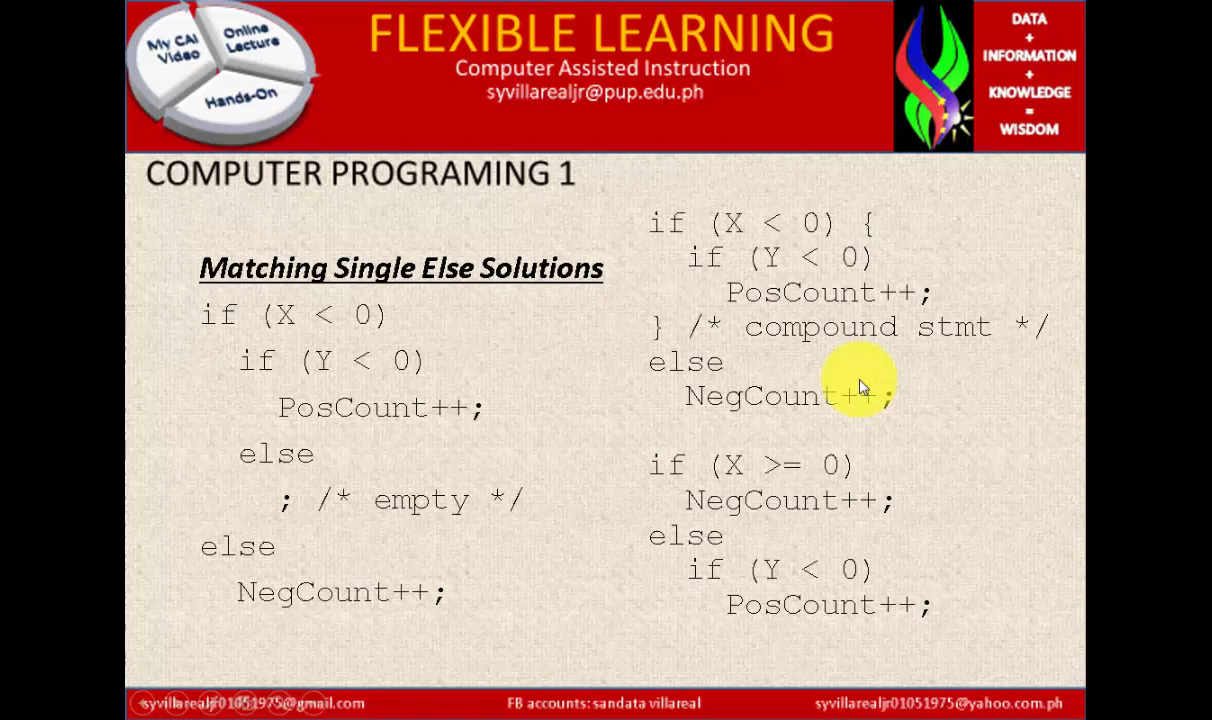 My CAI
Video
Online
Lecture
Hands-On
FLEXIBLE LEARNING
Computer Assisted Instruction
syvillarealjr@pup.edu.ph
DATA
+
INFORMATION
+
KNOWLEDGE
=
WISDOM
COMPUTER PROGRAMING 1
Matching Single Else Solutions
if (X < 0)
if (Y < 0)
PosCount++;
else
; /* empty */
else
NegCount++;
if (X < 0) {
if (Y < 0)
PosCount++;
} /* compound stmt */
else
NegCount++;
if (X >= 0)
NegCount++;
else
if (Y < 0)
PosCount++;
syvillarealjr01051975@gmail.com
FB accounts: sandata villareal
syvillarealjr01051975@yahoo.com.ph